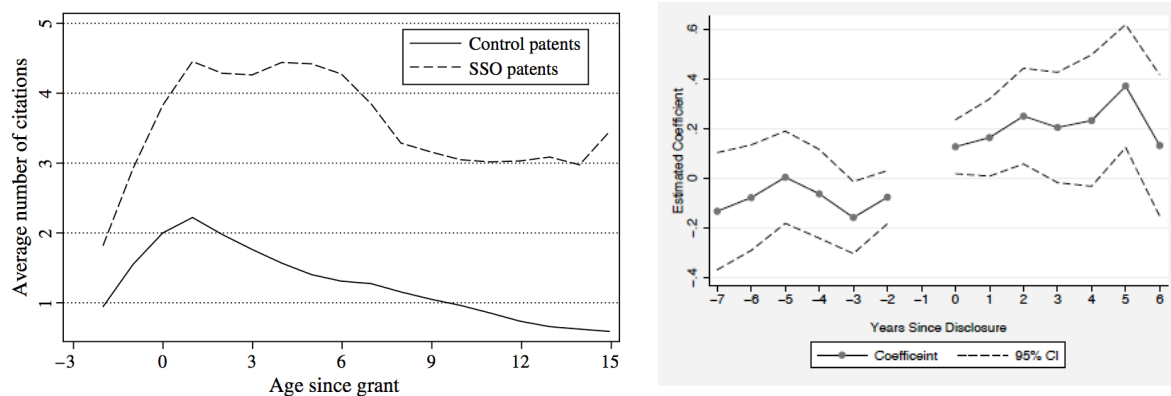 5
4
3
2
1
Average number of citations
Control patents
SSO patents
−3 0 3 6 9 12 15
Age since grant
.6
.4
.2
0
-.2
-.4
Estimated Coefficient
-7 -6 -5 -4 -3 -2 -1 0 1 2 3 4 5 6
Years Since Disclosure
Coefficeint 95% CI